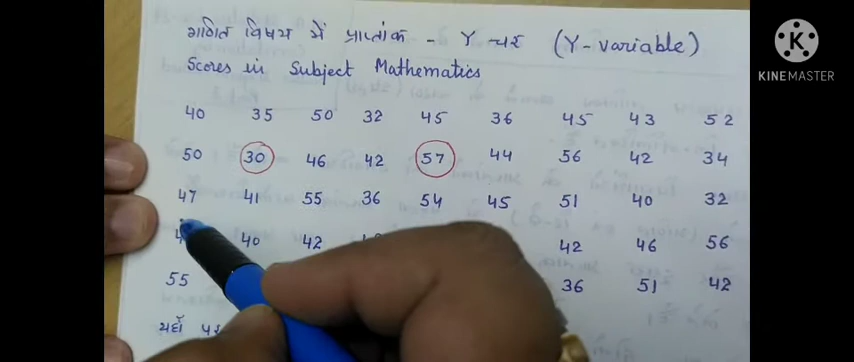 गणित विषय में प्राप्तांक - Y चर (Y-variable)
Scores in Subject Mathematics
40 35 50 32 45 36 45 43 52
50 30 46 42 57 44 56 42 34
47 41 55 36 54 45 51 40 32
40 42 42 46 56
55 36 51 42
यहाँ पर
K
KINEMASTER